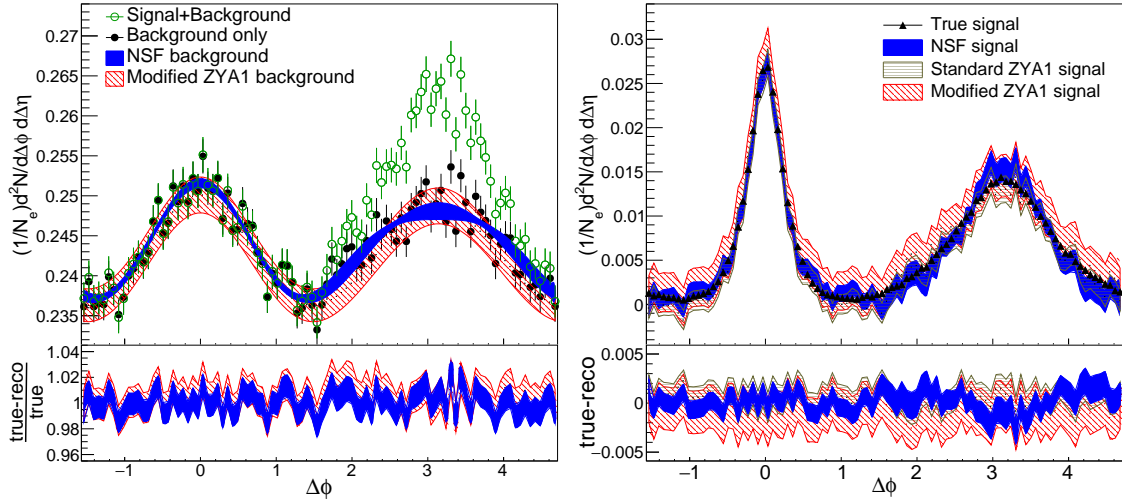 (1/Nₑ)d²N/dΔϕ dΔη
0.27
0.265
0.26
0.255
0.25
0.245
0.24
0.235
Signal+Background
Background only
NSF background
Modified ZYA1 background
true-reco
true
1.04
1.02
1
0.98
0.96
−1 0 1 2 3 4
Δϕ
(1/Nₑ)d²N/dΔϕ dΔη
0.03
0.025
0.02
0.015
0.01
0.005
0
True signal
NSF signal
Standard ZYA1 signal
Modified ZYA1 signal
true-reco
0.005
0
−0.005
−1 0 1 2 3 4
Δϕ